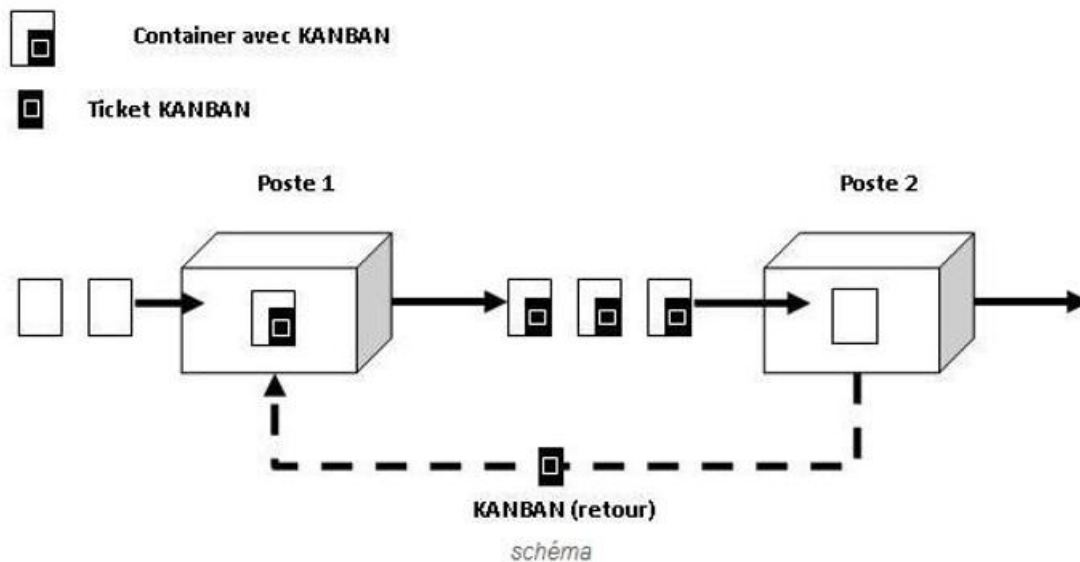 Container avec KANBAN
Ticket KANBAN
Poste 1
Poste 2
KANBAN (retour)
schéma